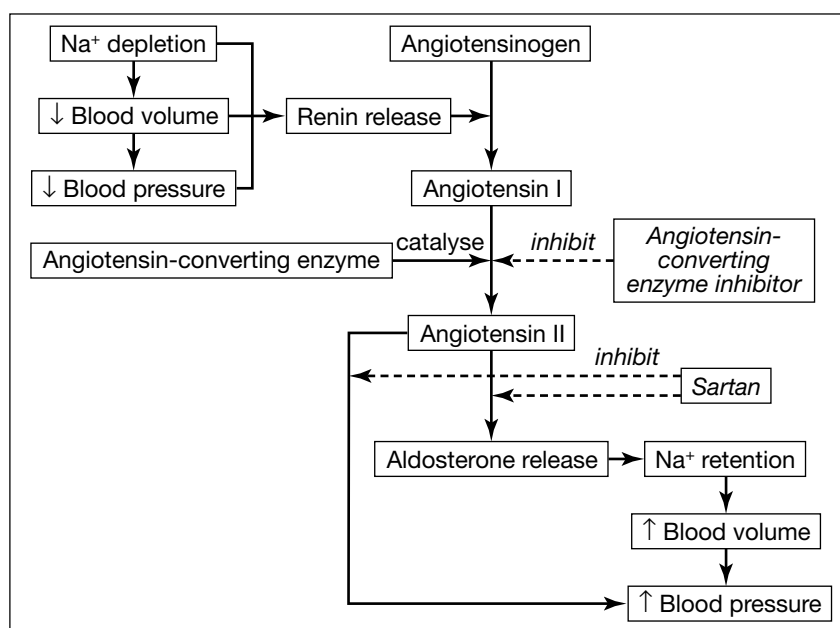 Na⁺ depletion
Angiotensinogen
↓ Blood volume
Renin release
↓ Blood pressure
Angiotensin I
catalyse
inhibit
Angiotensin-
converting
enzyme inhibitor
Angiotensin-converting enzyme
Angiotensin II
inhibit
Sartan
Aldosterone release
Na⁺ retention
↑ Blood volume
↑ Blood pressure